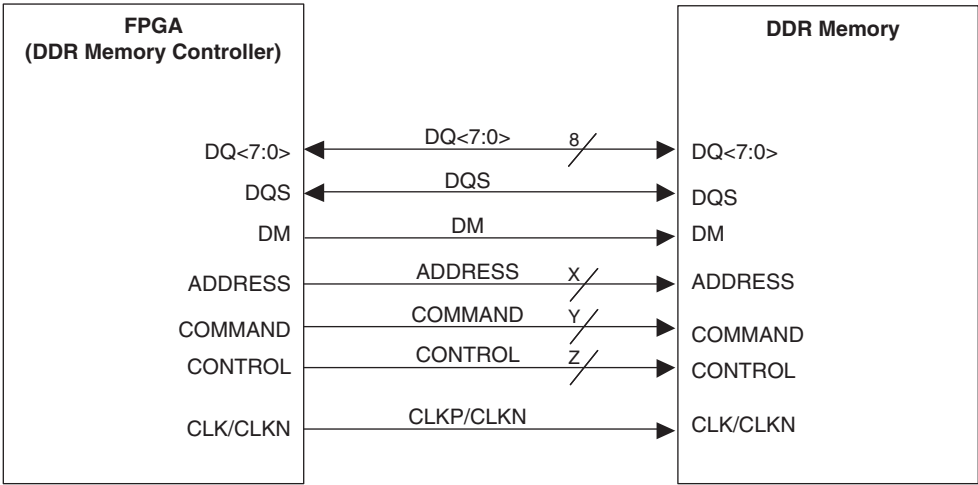 FPGA
(DDR Memory Controller)
DDR Memory
DQ<7:0> DQ<7:0> 8 DQ<7:0>
DQS DQS DQS
DM DM DM
ADDRESS ADDRESS X ADDRESS
COMMAND COMMAND Y COMMAND
CONTROL CONTROL Z CONTROL
CLK/CLKN CLKP/CLKN CLK/CLKN